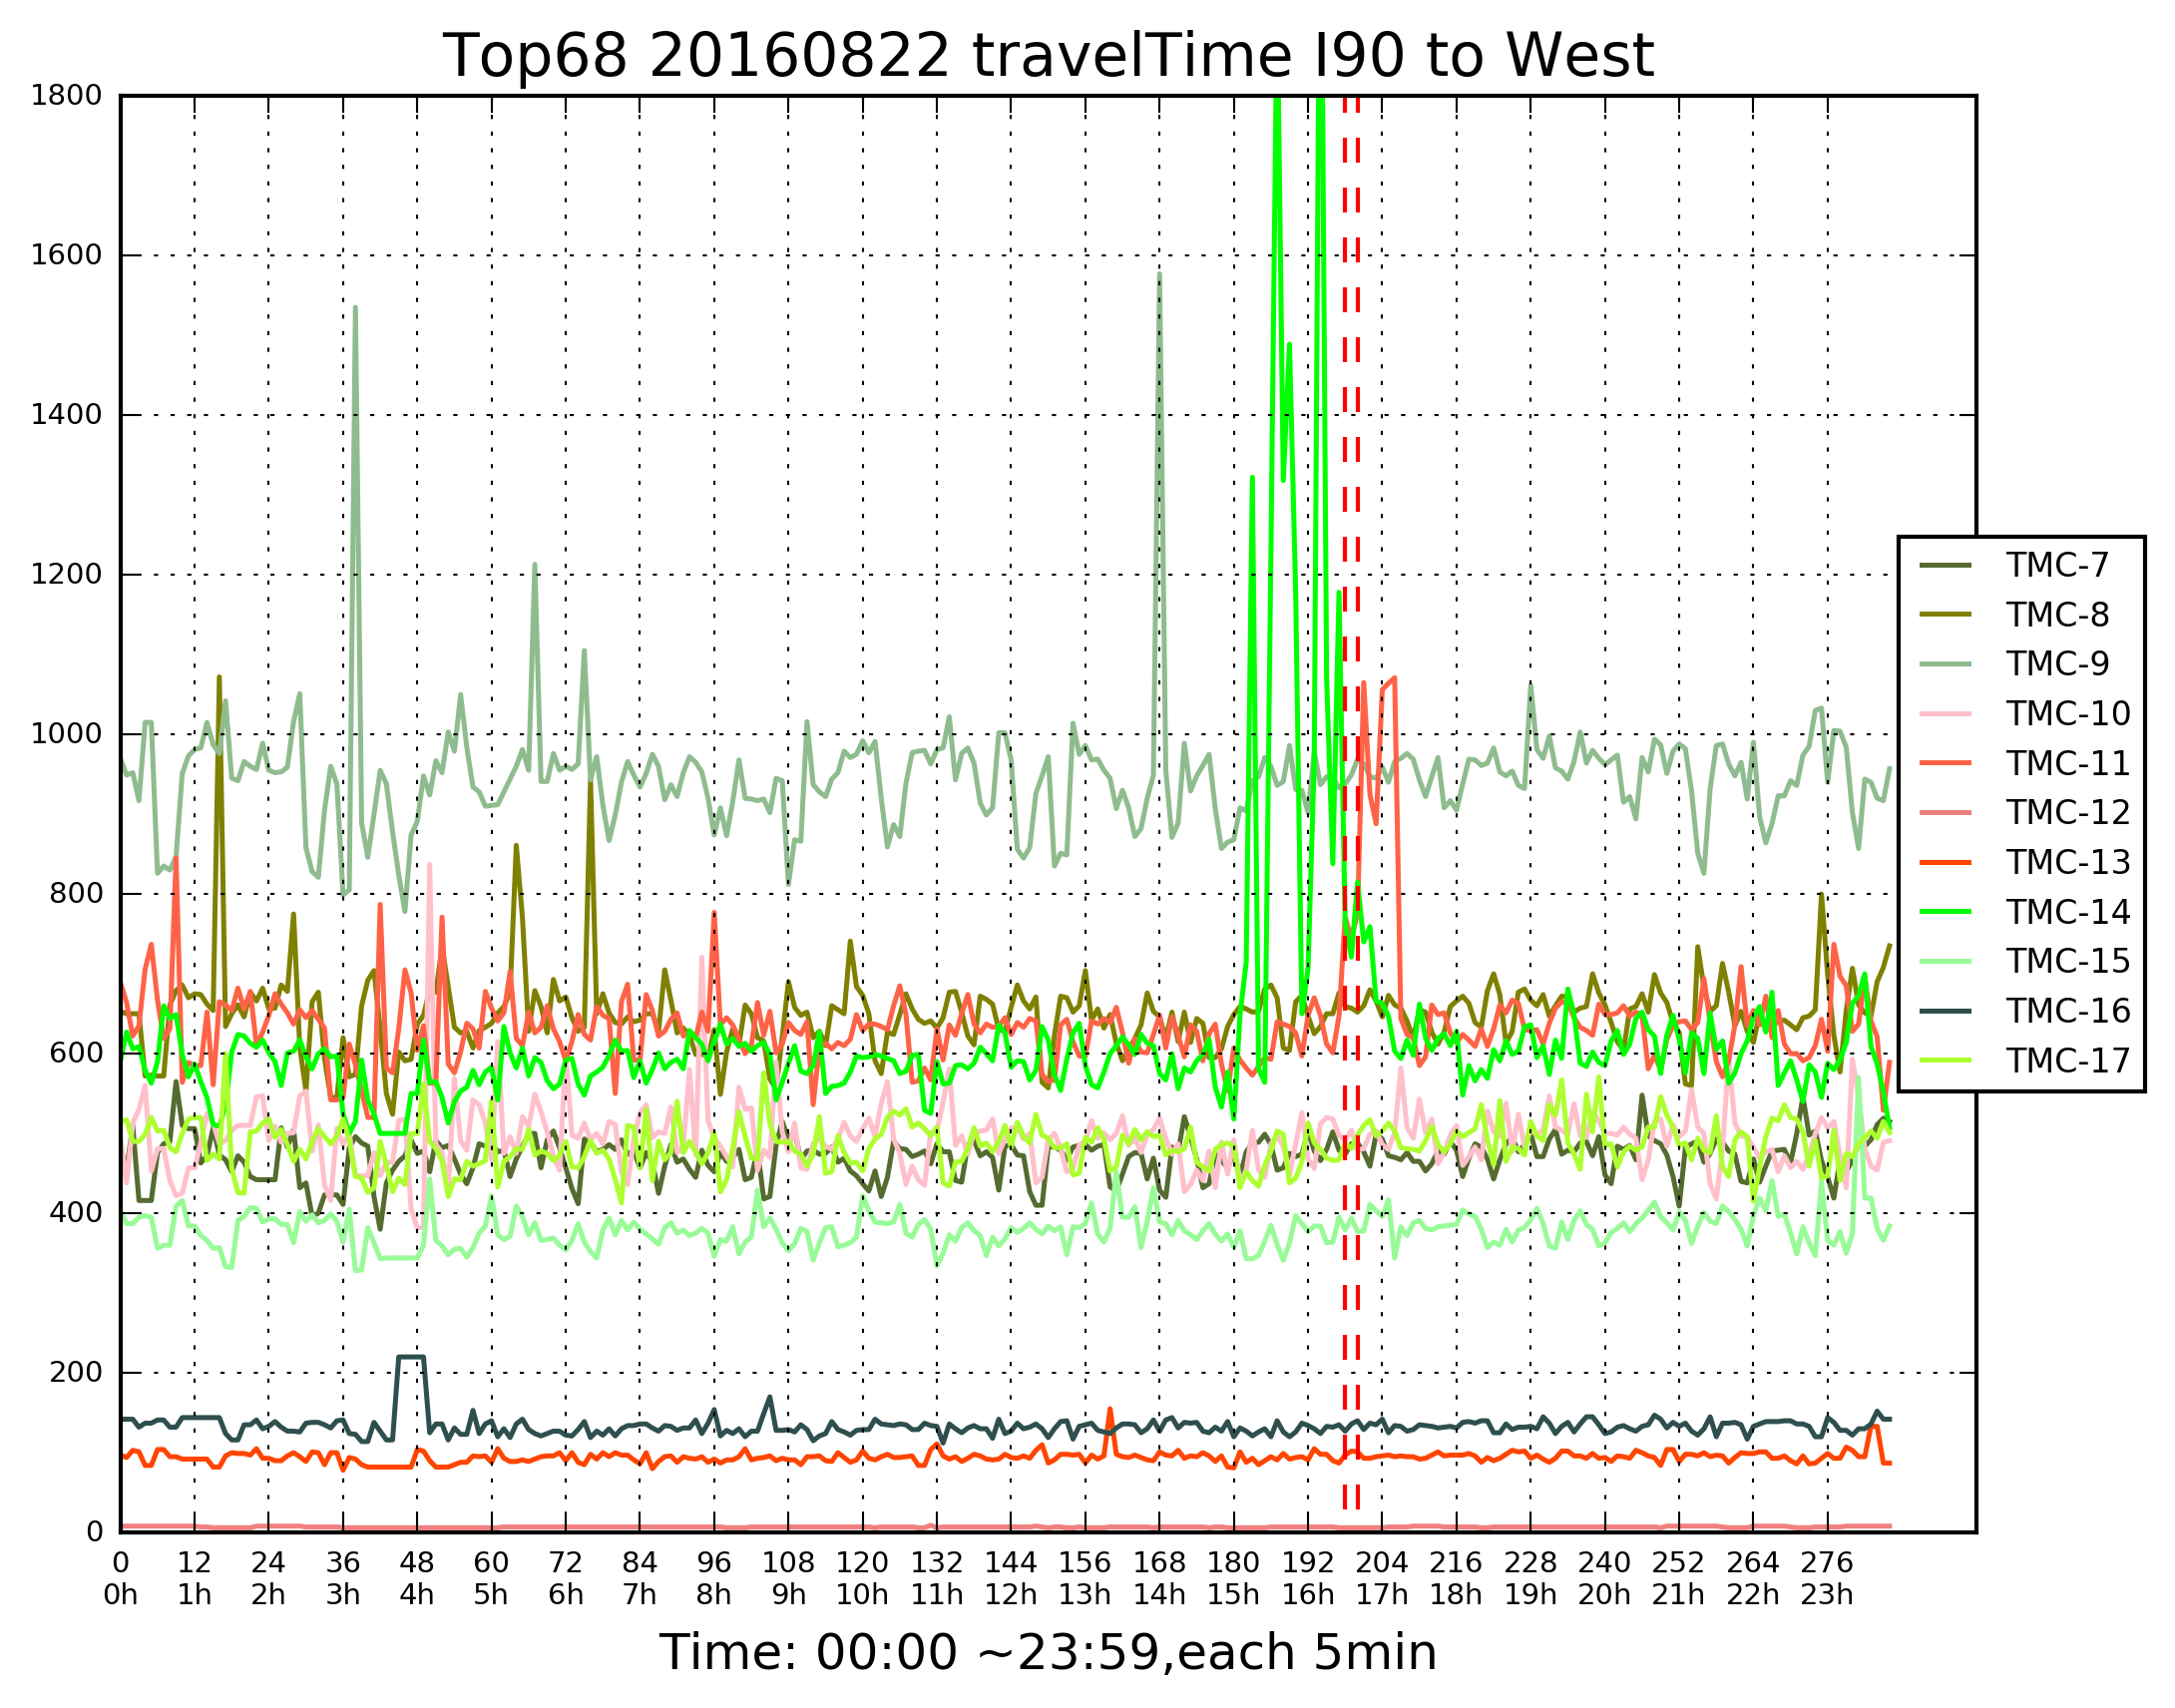 Top68 20160822 travelTime I90 to West
1800
1600
1400
1200
1000
800
600
400
200
0
TMC-7
TMC-8
TMC-9
TMC-10
TMC-11
TMC-12
TMC-13
TMC-14
TMC-15
TMC-16
TMC-17
0 12 24 36 48 60 72 84 96 108 120 132 144 156 168 180 192 204 216 228 240 252 264 276
0h 1h 2h 3h 4h 5h 6h 7h 8h 9h 10h 11h 12h 13h 14h 15h 16h 17h 18h 19h 20h 21h 22h 23h
Time: 00:00 ~23:59,each 5min